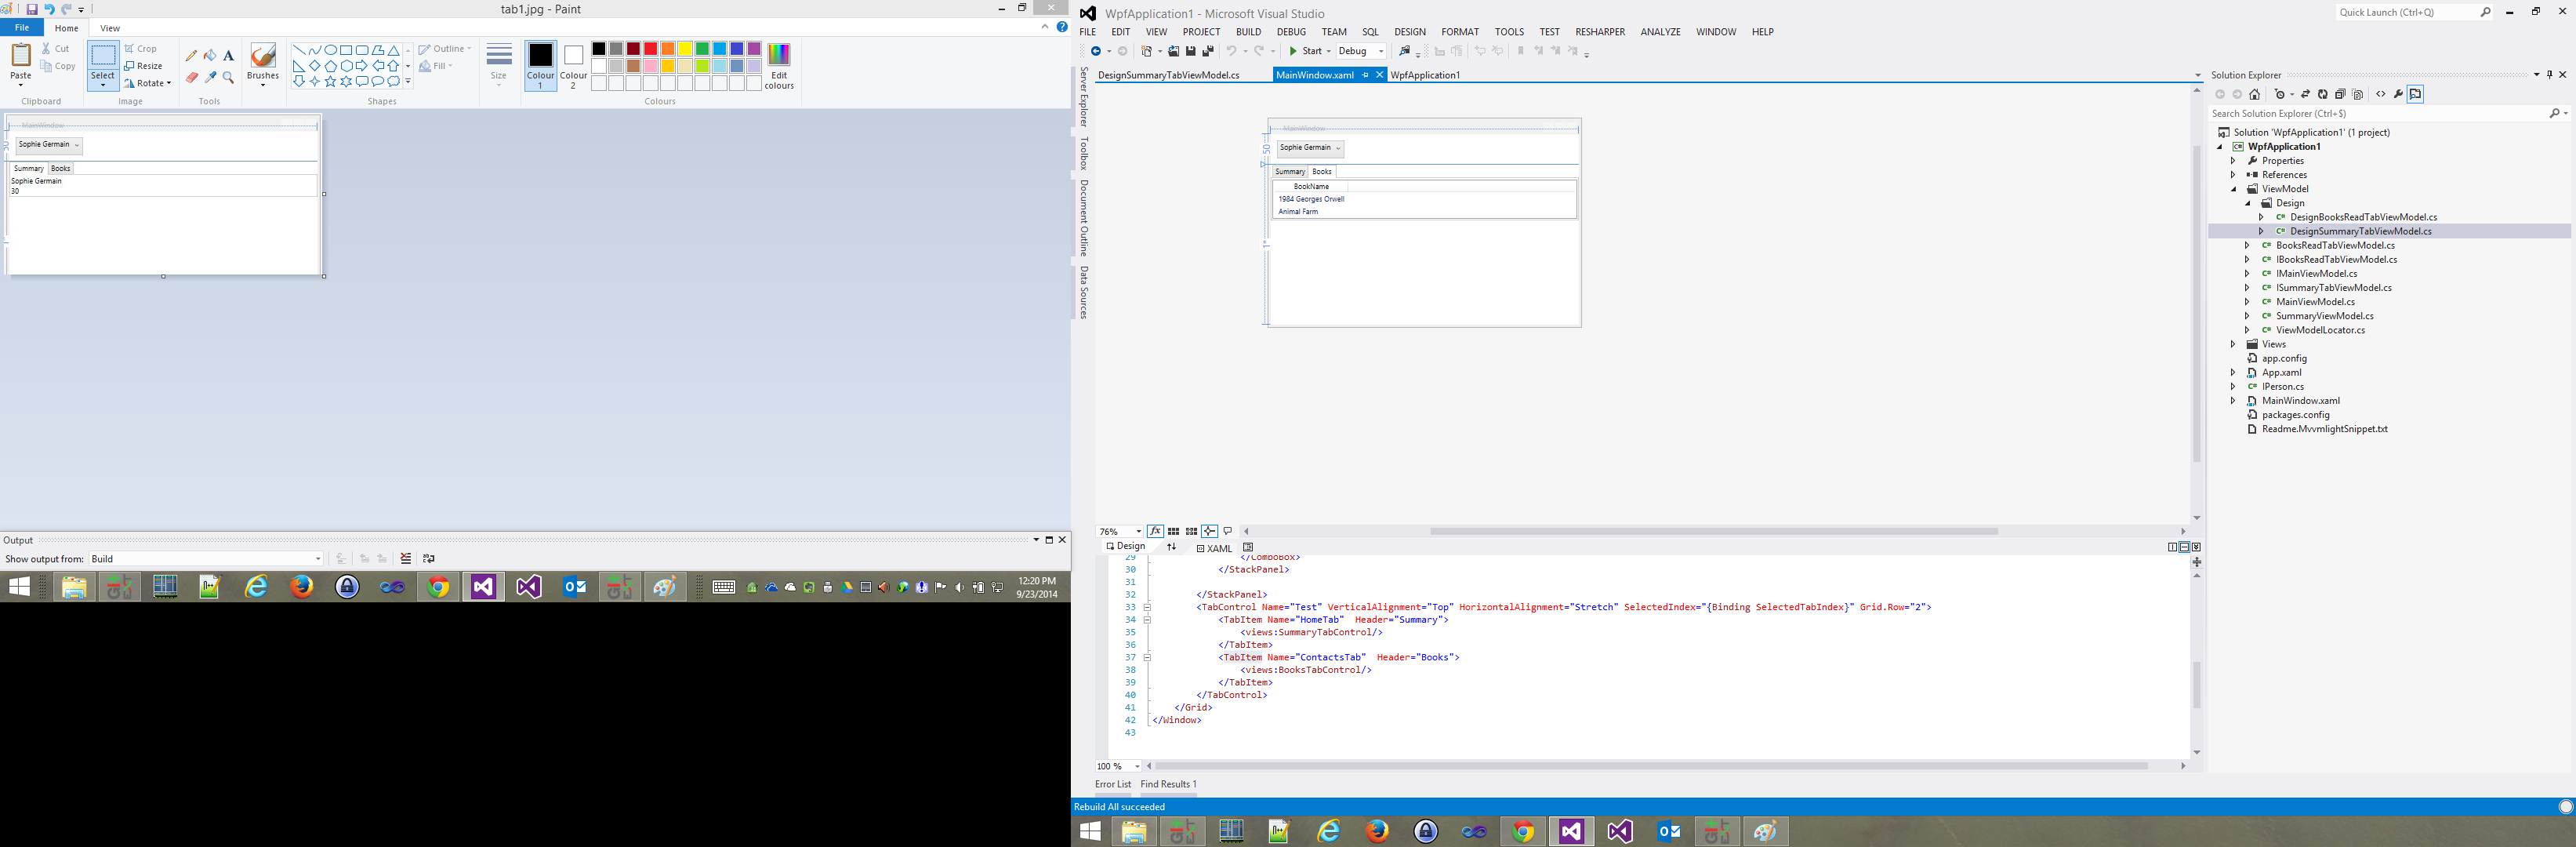 tab1.jpg - Paint
File Home View
Paste
Cut
Copy
Clipboard
Select
Crop
Resize
Rotate
Image
Tools
Brushes
Outline
Fill
Shapes
Size
Colour 1
Colour 2
Edit colours
Colours
MainWindow
50
Sophie Germain
Summary Books
Sophie Germain
30
Output
Show output from: Build
12:20 PM
9/23/2014
WpfApplication1 - Microsoft Visual Studio
Quick Launch (Ctrl+Q)
FILE EDIT VIEW PROJECT BUILD DEBUG TEAM SQL DESIGN FORMAT TOOLS TEST RESHARPER ANALYZE WINDOW HELP
Start Debug
Server Explorer
Toolbox
Document Outline
Data Sources
DesignSummaryTabViewModel.cs MainWindow.xaml WpfApplication1
MainWindow
50
Sophie Germain
Summary Books
BookName
1984 Georges Orwell
Animal Farm
1*
76%
Design XAML
29 </ComboBox>
30 </StackPanel>
31
32 </StackPanel>
33 <TabControl Name="Test" VerticalAlignment="Top" HorizontalAlignment="Stretch" SelectedIndex="{Binding SelectedTabIndex}" Grid.Row="2">
34 <TabItem Name="HomeTab" Header="Summary">
35 <views:SummaryTabControl/>
36 </TabItem>
37 <TabItem Name="ContactsTab" Header="Books">
38 <views:BooksTabControl/>
39 </TabItem>
40 </TabControl>
41 </Grid>
42 </Window>
43
100 %
Error List Find Results 1
Rebuild All succeeded
Solution Explorer
Search Solution Explorer (Ctrl+$)
Solution 'WpfApplication1' (1 project)
WpfApplication1
Properties
References
ViewModel
Design
DesignBooksReadTabViewModel.cs
DesignSummaryTabViewModel.cs
BooksReadTabViewModel.cs
IBooksReadTabViewModel.cs
IMainViewModel.cs
ISummaryTabViewModel.cs
MainViewModel.cs
SummaryViewModel.cs
ViewModelLocator.cs
Views
app.config
App.xaml
IPerson.cs
MainWindow.xaml
packages.config
Readme.MvvmlightSnippet.txt